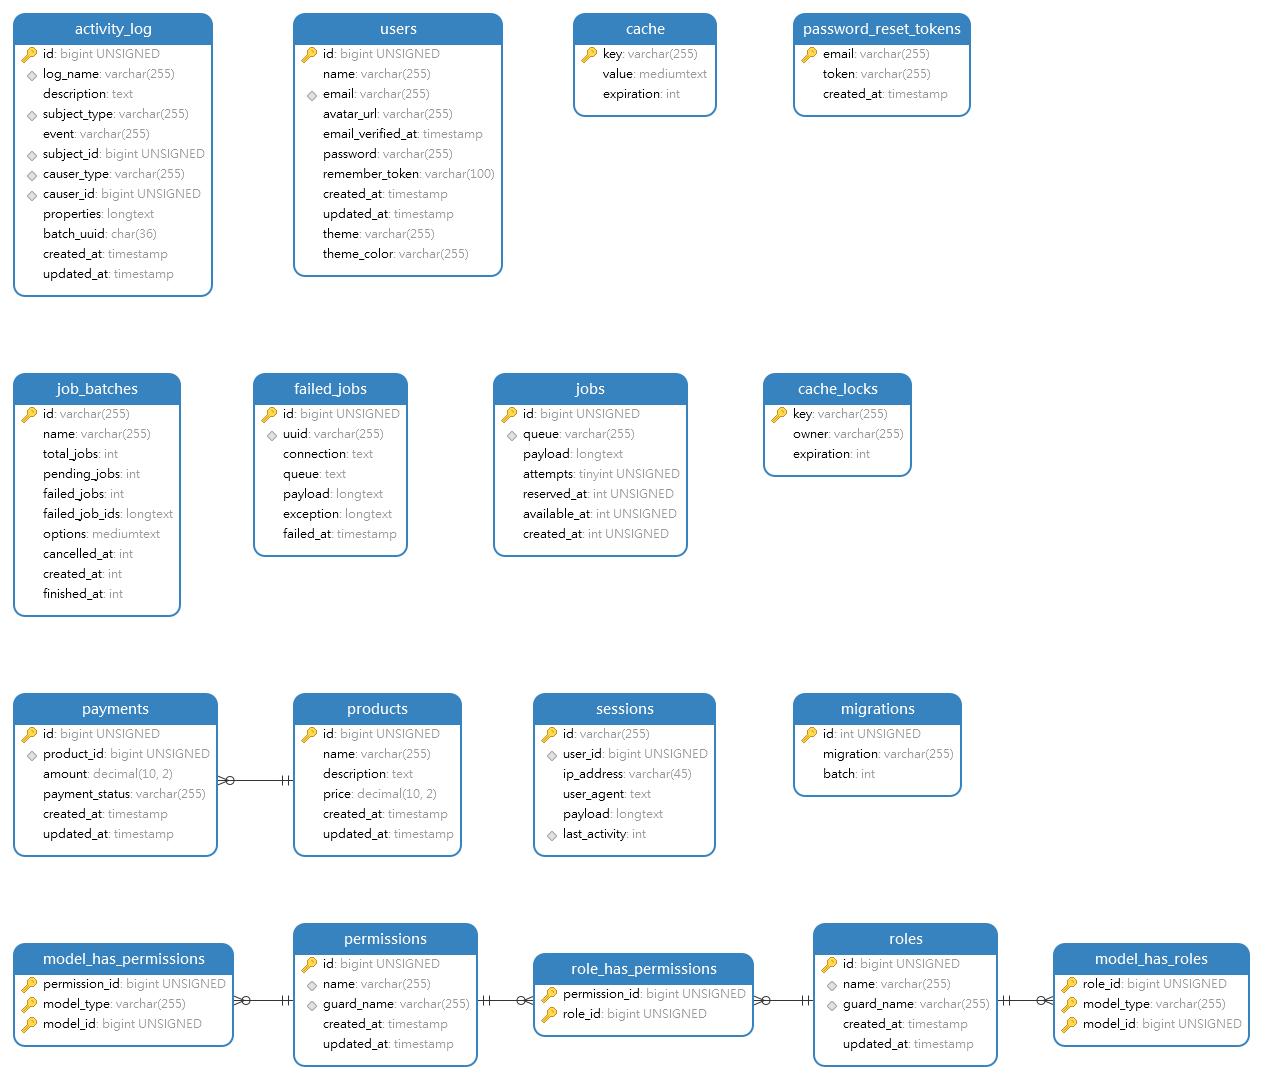 activity_log
id: bigint UNSIGNED
log_name: varchar(255)
description: text
subject_type: varchar(255)
event: varchar(255)
subject_id: bigint UNSIGNED
causer_type: varchar(255)
causer_id: bigint UNSIGNED
properties: longtext
batch_uuid: char(36)
created_at: timestamp
updated_at: timestamp
users
id: bigint UNSIGNED
name: varchar(255)
email: varchar(255)
avatar_url: varchar(255)
email_verified_at: timestamp
password: varchar(255)
remember_token: varchar(100)
created_at: timestamp
updated_at: timestamp
theme: varchar(255)
theme_color: varchar(255)
cache
key: varchar(255)
value: mediumtext
expiration: int
password_reset_tokens
email: varchar(255)
token: varchar(255)
created_at: timestamp
job_batches
id: varchar(255)
name: varchar(255)
total_jobs: int
pending_jobs: int
failed_jobs: int
failed_job_ids: longtext
options: mediumtext
cancelled_at: int
created_at: int
finished_at: int
failed_jobs
id: bigint UNSIGNED
uuid: varchar(255)
connection: text
queue: text
payload: longtext
exception: longtext
failed_at: timestamp
jobs
id: bigint UNSIGNED
queue: varchar(255)
payload: longtext
attempts: tinyint UNSIGNED
reserved_at: int UNSIGNED
available_at: int UNSIGNED
created_at: int UNSIGNED
cache_locks
key: varchar(255)
owner: varchar(255)
expiration: int
payments
id: bigint UNSIGNED
product_id: bigint UNSIGNED
amount: decimal(10, 2)
payment_status: varchar(255)
created_at: timestamp
updated_at: timestamp
products
id: bigint UNSIGNED
name: varchar(255)
description: text
price: decimal(10, 2)
created_at: timestamp
updated_at: timestamp
sessions
id: varchar(255)
user_id: bigint UNSIGNED
ip_address: varchar(45)
user_agent: text
payload: longtext
last_activity: int
migrations
id: int UNSIGNED
migration: varchar(255)
batch: int
model_has_permissions
permission_id: bigint UNSIGNED
model_type: varchar(255)
model_id: bigint UNSIGNED
permissions
id: bigint UNSIGNED
name: varchar(255)
guard_name: varchar(255)
created_at: timestamp
updated_at: timestamp
role_has_permissions
permission_id: bigint UNSIGNED
role_id: bigint UNSIGNED
roles
id: bigint UNSIGNED
name: varchar(255)
guard_name: varchar(255)
created_at: timestamp
updated_at: timestamp
model_has_roles
role_id: bigint UNSIGNED
model_type: varchar(255)
model_id: bigint UNSIGNED